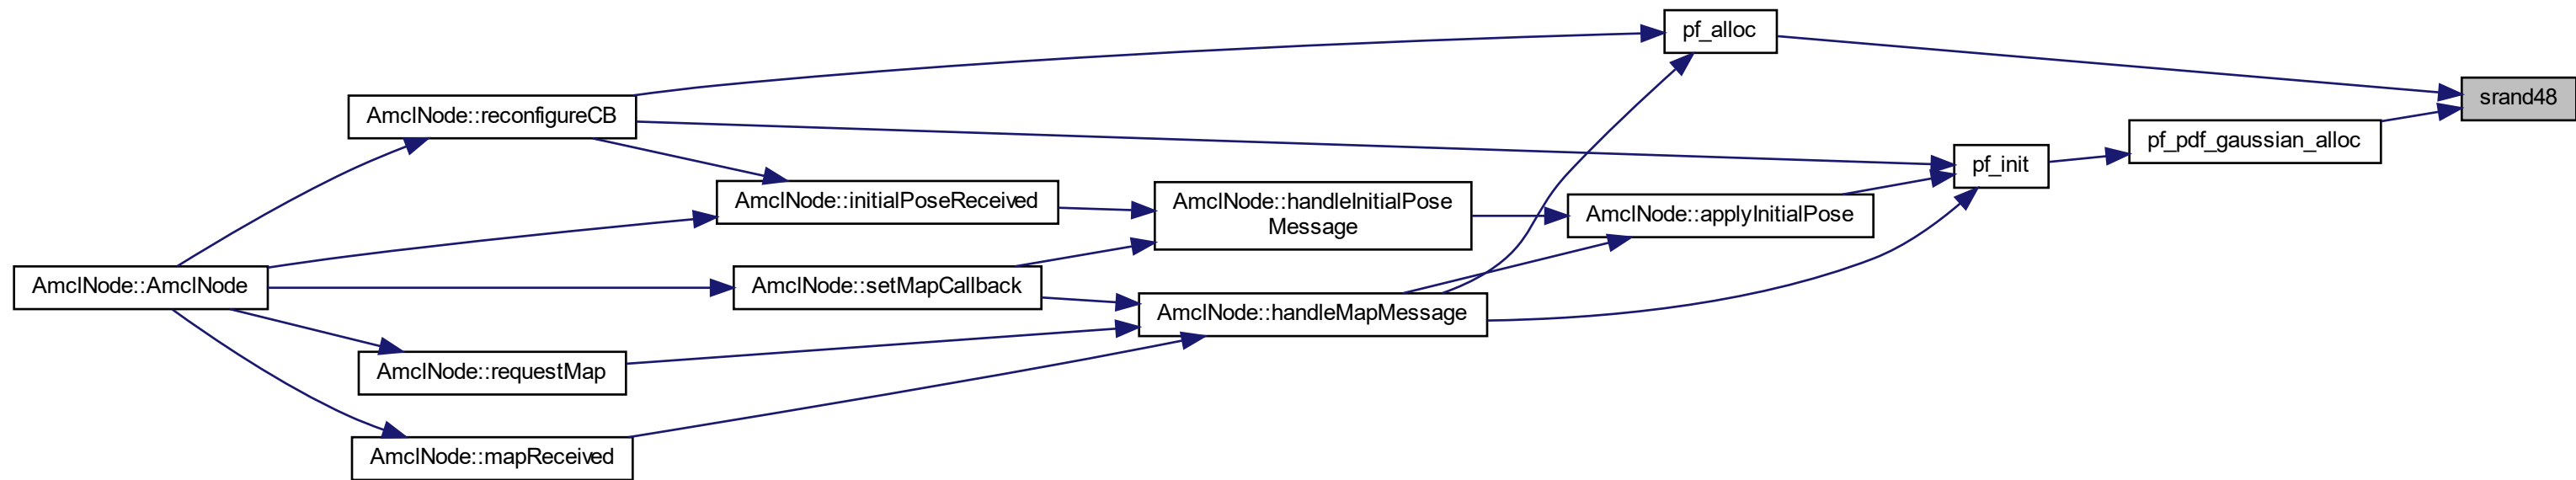 pf_alloc
srand48
AmclNode::reconfigureCB
pf_pdf_gaussian_alloc
pf_init
AmclNode::initialPoseReceived
AmclNode::handleInitialPose
Message
AmclNode::applyInitialPose
AmclNode::AmclNode
AmclNode::setMapCallback
AmclNode::handleMapMessage
AmclNode::requestMap
AmclNode::mapReceived